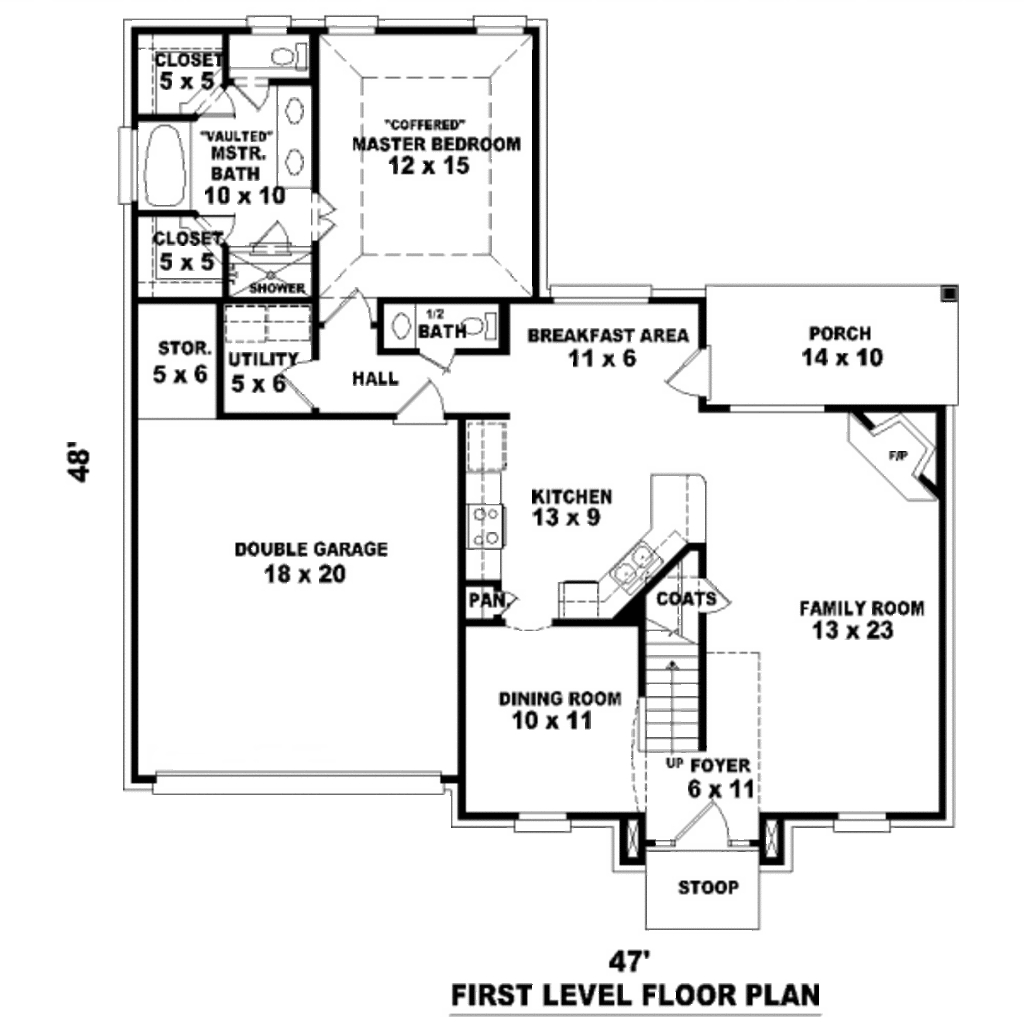 CLOSET
5 x 5
"VAULTED"
MSTR.
BATH
10 x 10
"COFFERED"
MASTER BEDROOM
12 x 15
CLOSET
5 x 5
SHOWER
STOR.
5 x 6
UTILITY
5 x 6
HALL
1/2
BATH
BREAKFAST AREA
11 x 6
PORCH
14 x 10
F/P
48'
KITCHEN
13 x 9
DOUBLE GARAGE
18 x 20
PAN.
COATS
FAMILY ROOM
13 x 23
DINING ROOM
10 x 11
UP
FOYER
6 x 11
STOOP
47'
FIRST LEVEL FLOOR PLAN